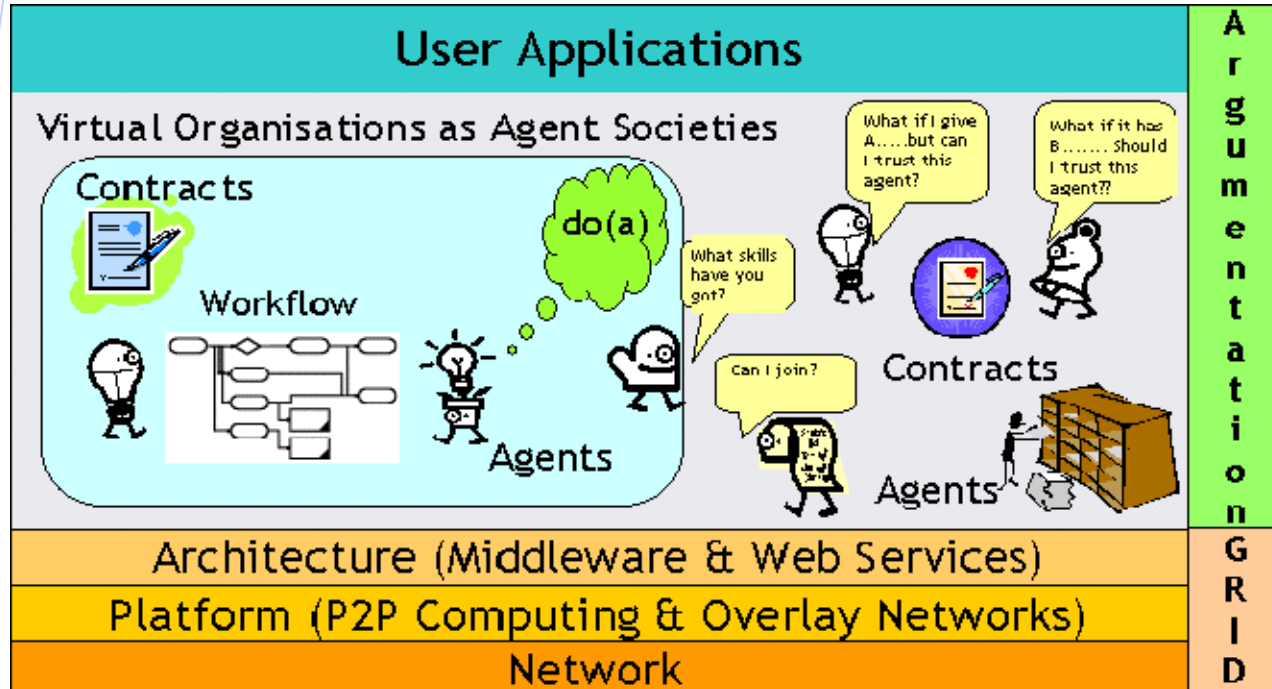 User Applications
Virtual Organisations as Agent Societies
Contracts
Workflow
do(a)
Agents
What skills
have you
got?
What if I give
A.....but can
I trust this
agent?
What if it has
B....... Should
I trust this
agent??
Can I join?
Contracts
Agents
Architecture (Middleware & Web Services)
Platform (P2P Computing & Overlay Networks)
Network
Argumentation
GRID